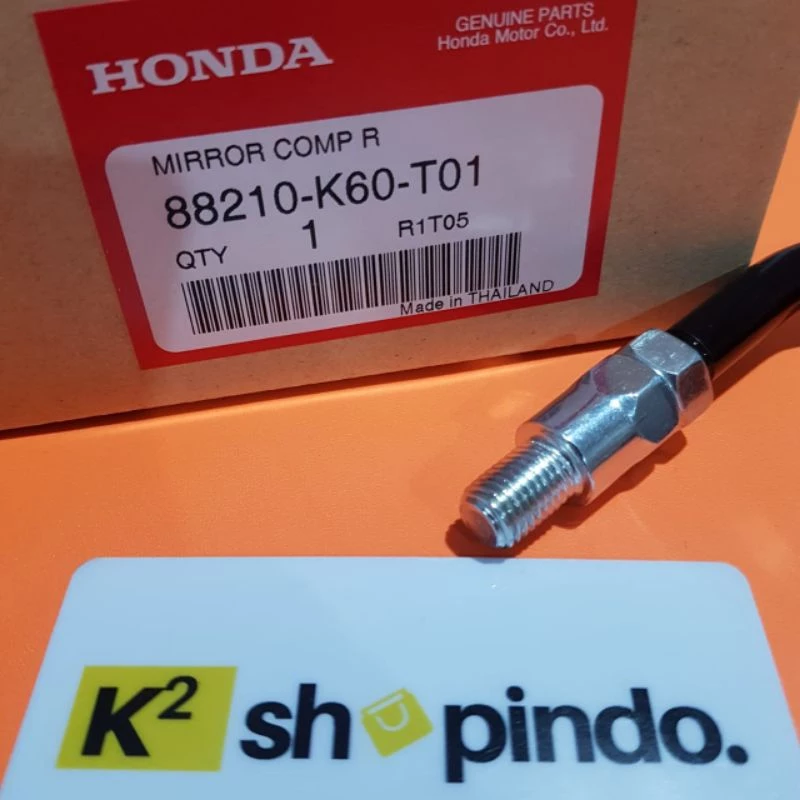 HONDA
GENUINE PARTS
Honda Motor Co., Ltd.
MIRROR COMP R
88210-K60-T01
QTY 1 R1T05
Made in THAILAND
K² shopindo.